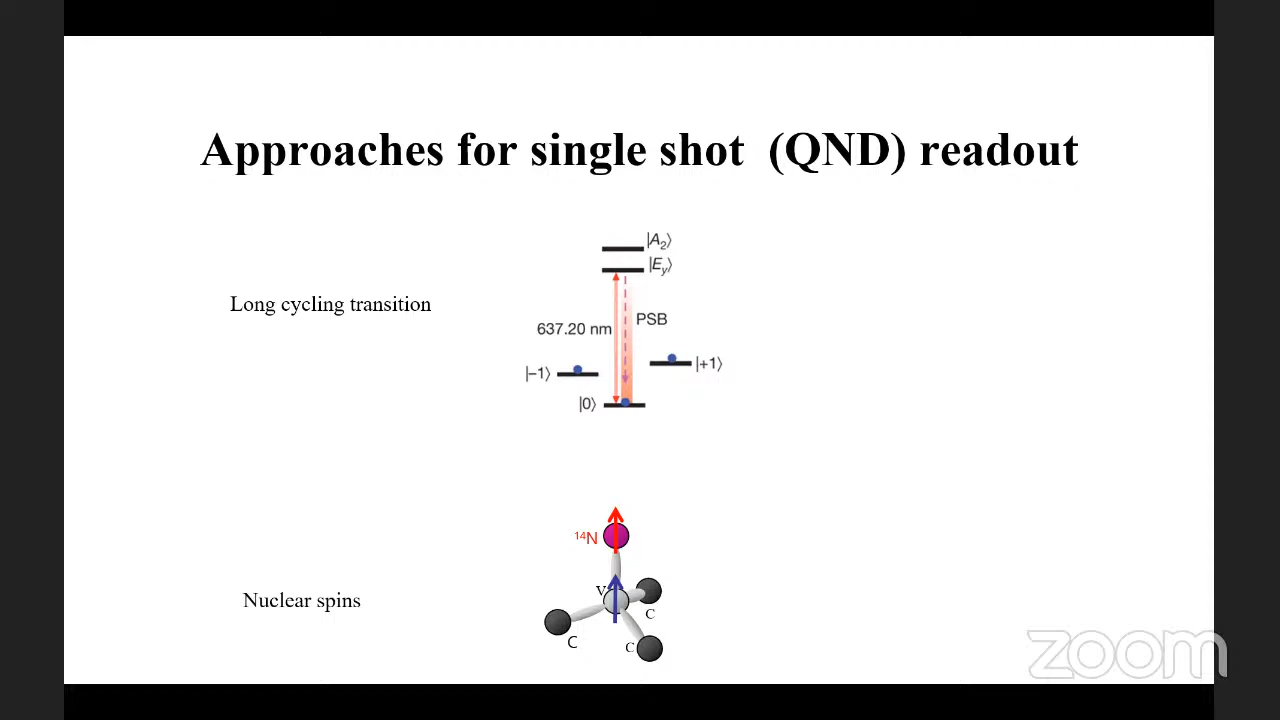 Approaches for single shot (QND) readout
|A₂⟩
|E_y⟩
Long cycling transition
637.20 nm
PSB
|−1⟩
|+1⟩
|0⟩
¹⁴N
V
Nuclear spins
C
C
C
zoom